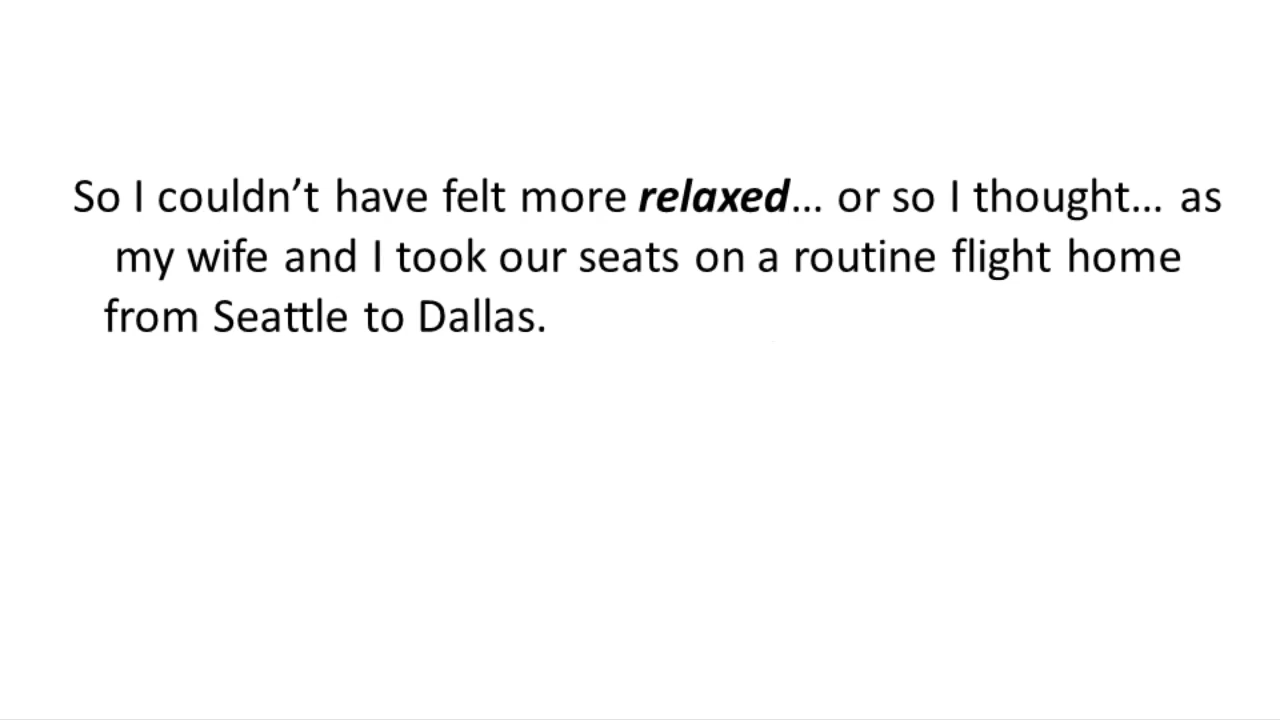 So I couldn’t have felt more relaxed… or so I thought… as
my wife and I took our seats on a routine flight home
from Seattle to Dallas.